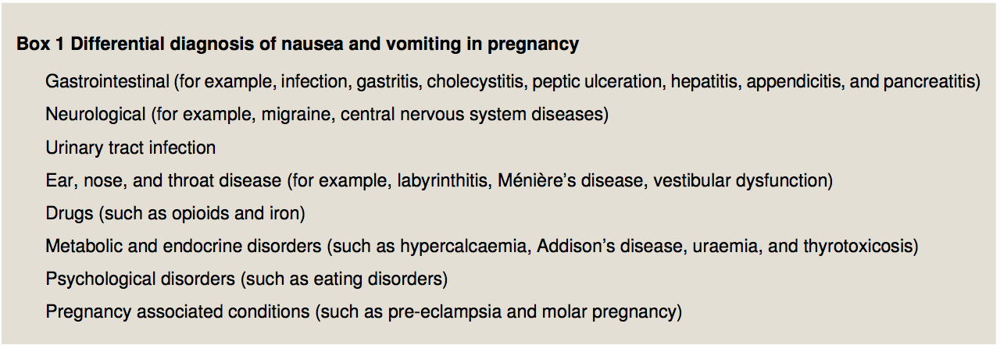 Box 1 Differential diagnosis of nausea and vomiting in pregnancy
Gastrointestinal (for example, infection, gastritis, cholecystitis, peptic ulceration, hepatitis, appendicitis, and pancreatitis)
Neurological (for example, migraine, central nervous system diseases)
Urinary tract infection
Ear, nose, and throat disease (for example, labyrinthitis, Ménière’s disease, vestibular dysfunction)
Drugs (such as opioids and iron)
Metabolic and endocrine disorders (such as hypercalcaemia, Addison’s disease, uraemia, and thyrotoxicosis)
Psychological disorders (such as eating disorders)
Pregnancy associated conditions (such as pre-eclampsia and molar pregnancy)